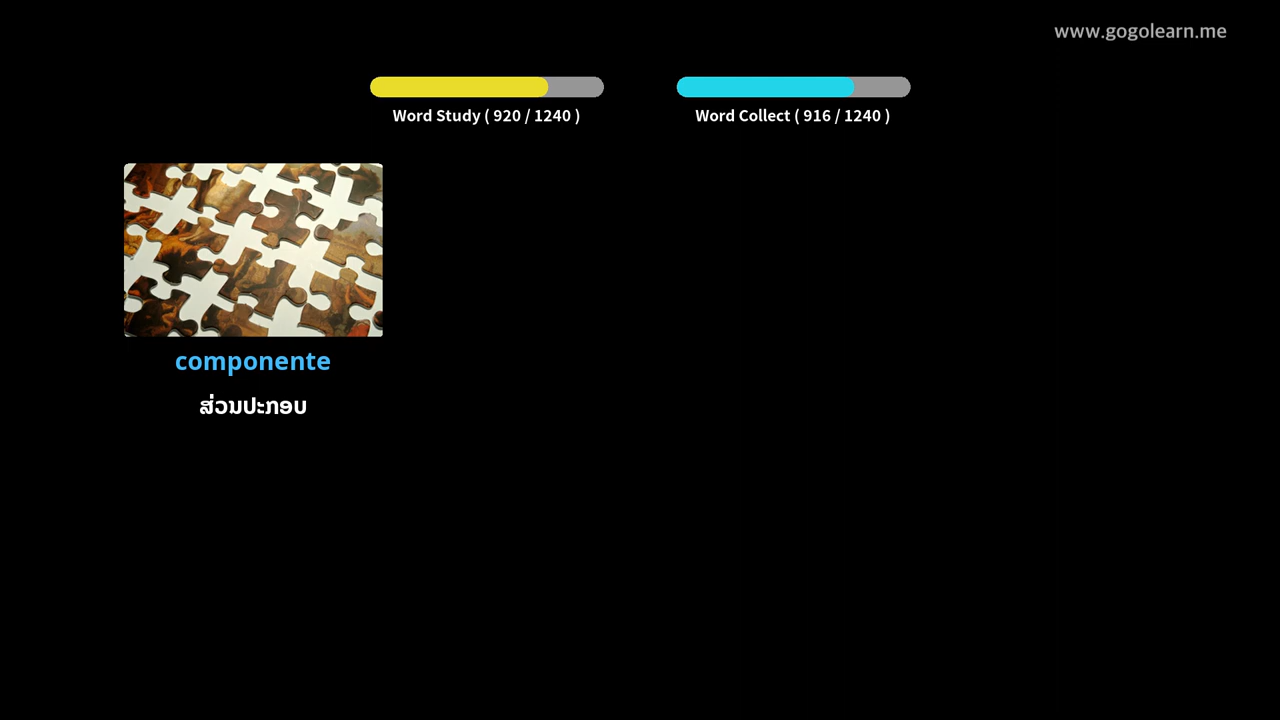 www.gogolearn.me
Word Study ( 920 / 1240 )
Word Collect ( 916 / 1240 )
componente
ສ່ວນປະກອບ